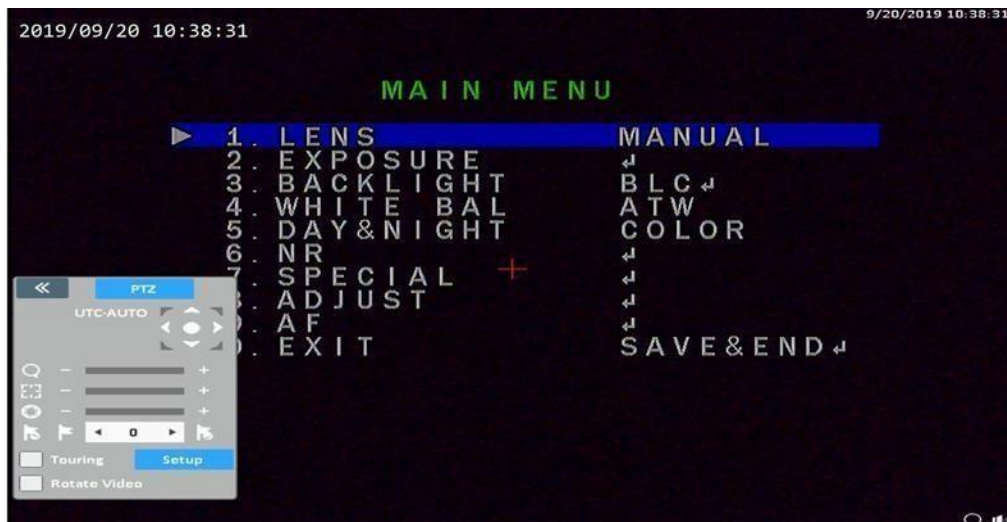 2019/09/20 10:38:31
9/20/2019 10:38:31
MAIN MENU
1. LENS MANUAL
2. EXPOSURE ↲
3. BACKLIGHT BLC↲
4. WHITE BAL ATW
5. DAY&NIGHT COLOR
6. NR ↲
7. SPECIAL ↲
. ADJUST ↲
. AF ↲
. EXIT SAVE&END↲
PTZ
UTC-AUTO
0
Touring Setup
Rotate Video